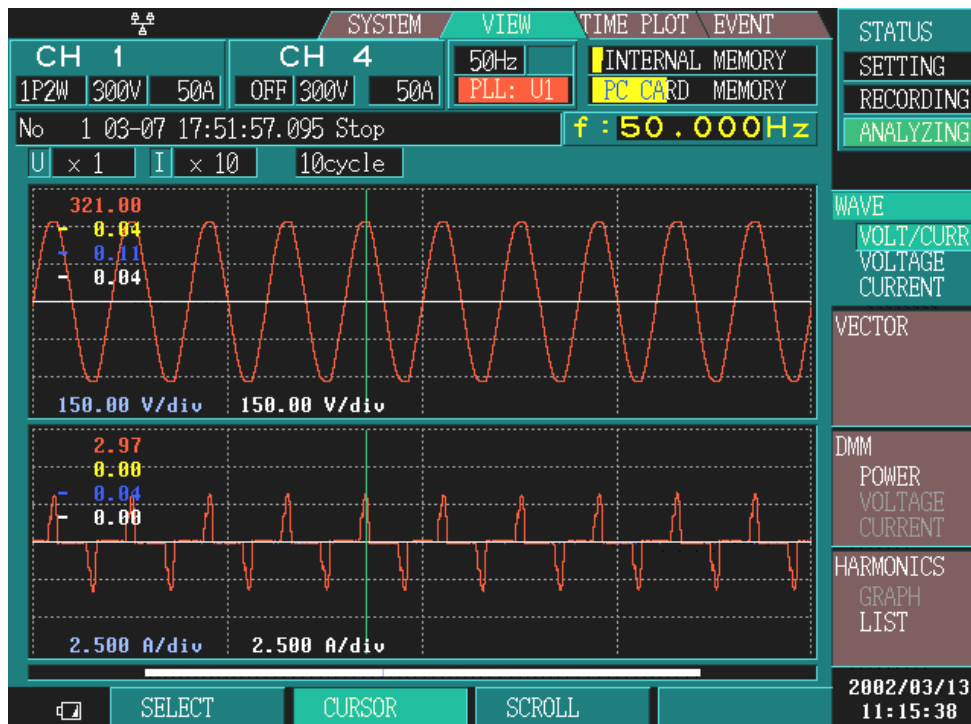 SYSTEM VIEW TIME PLOT EVENT
STATUS
SETTING
RECORDING
ANALYZING
CH 1 CH 4 50Hz INTERNAL MEMORY
1P2W 300V 50A OFF 300V 50A PLL: U1 PC CARD MEMORY
No 1 03-07 17:51:57.095 Stop f:50.000Hz
U × 1 I × 10 10cycle
321.00
0.04
0.11
0.04
150.00 V/div 150.00 V/div
2.97
0.00
0.04
0.00
2.500 A/div 2.500 A/div
WAVE
VOLT/CURR
VOLTAGE
CURRENT
VECTOR
DMM
POWER
VOLTAGE
CURRENT
HARMONICS
GRAPH
LIST
SELECT CURSOR SCROLL
2002/03/13
11:15:38